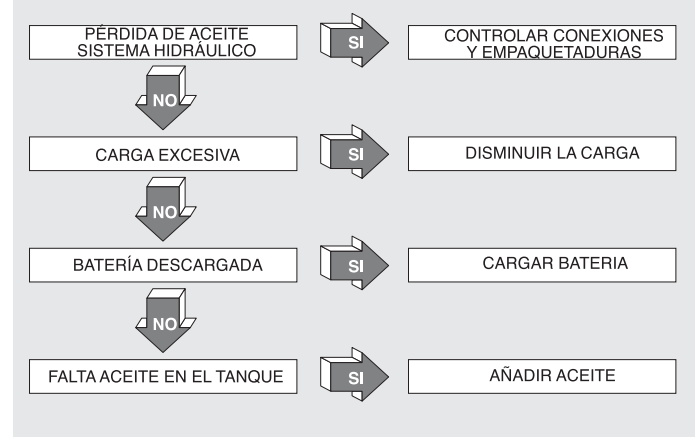 PÉRDIDA DE ACEITE
SISTEMA HIDRÁULICO
SI
CONTROLAR CONEXIONES
Y EMPAQUETADURAS
NO
CARGA EXCESIVA
SI
DISMINUIR LA CARGA
NO
BATERÍA DESCARGADA
SI
CARGAR BATERIA
NO
FALTA ACEITE EN EL TANQUE
SI
AÑADIR ACEITE